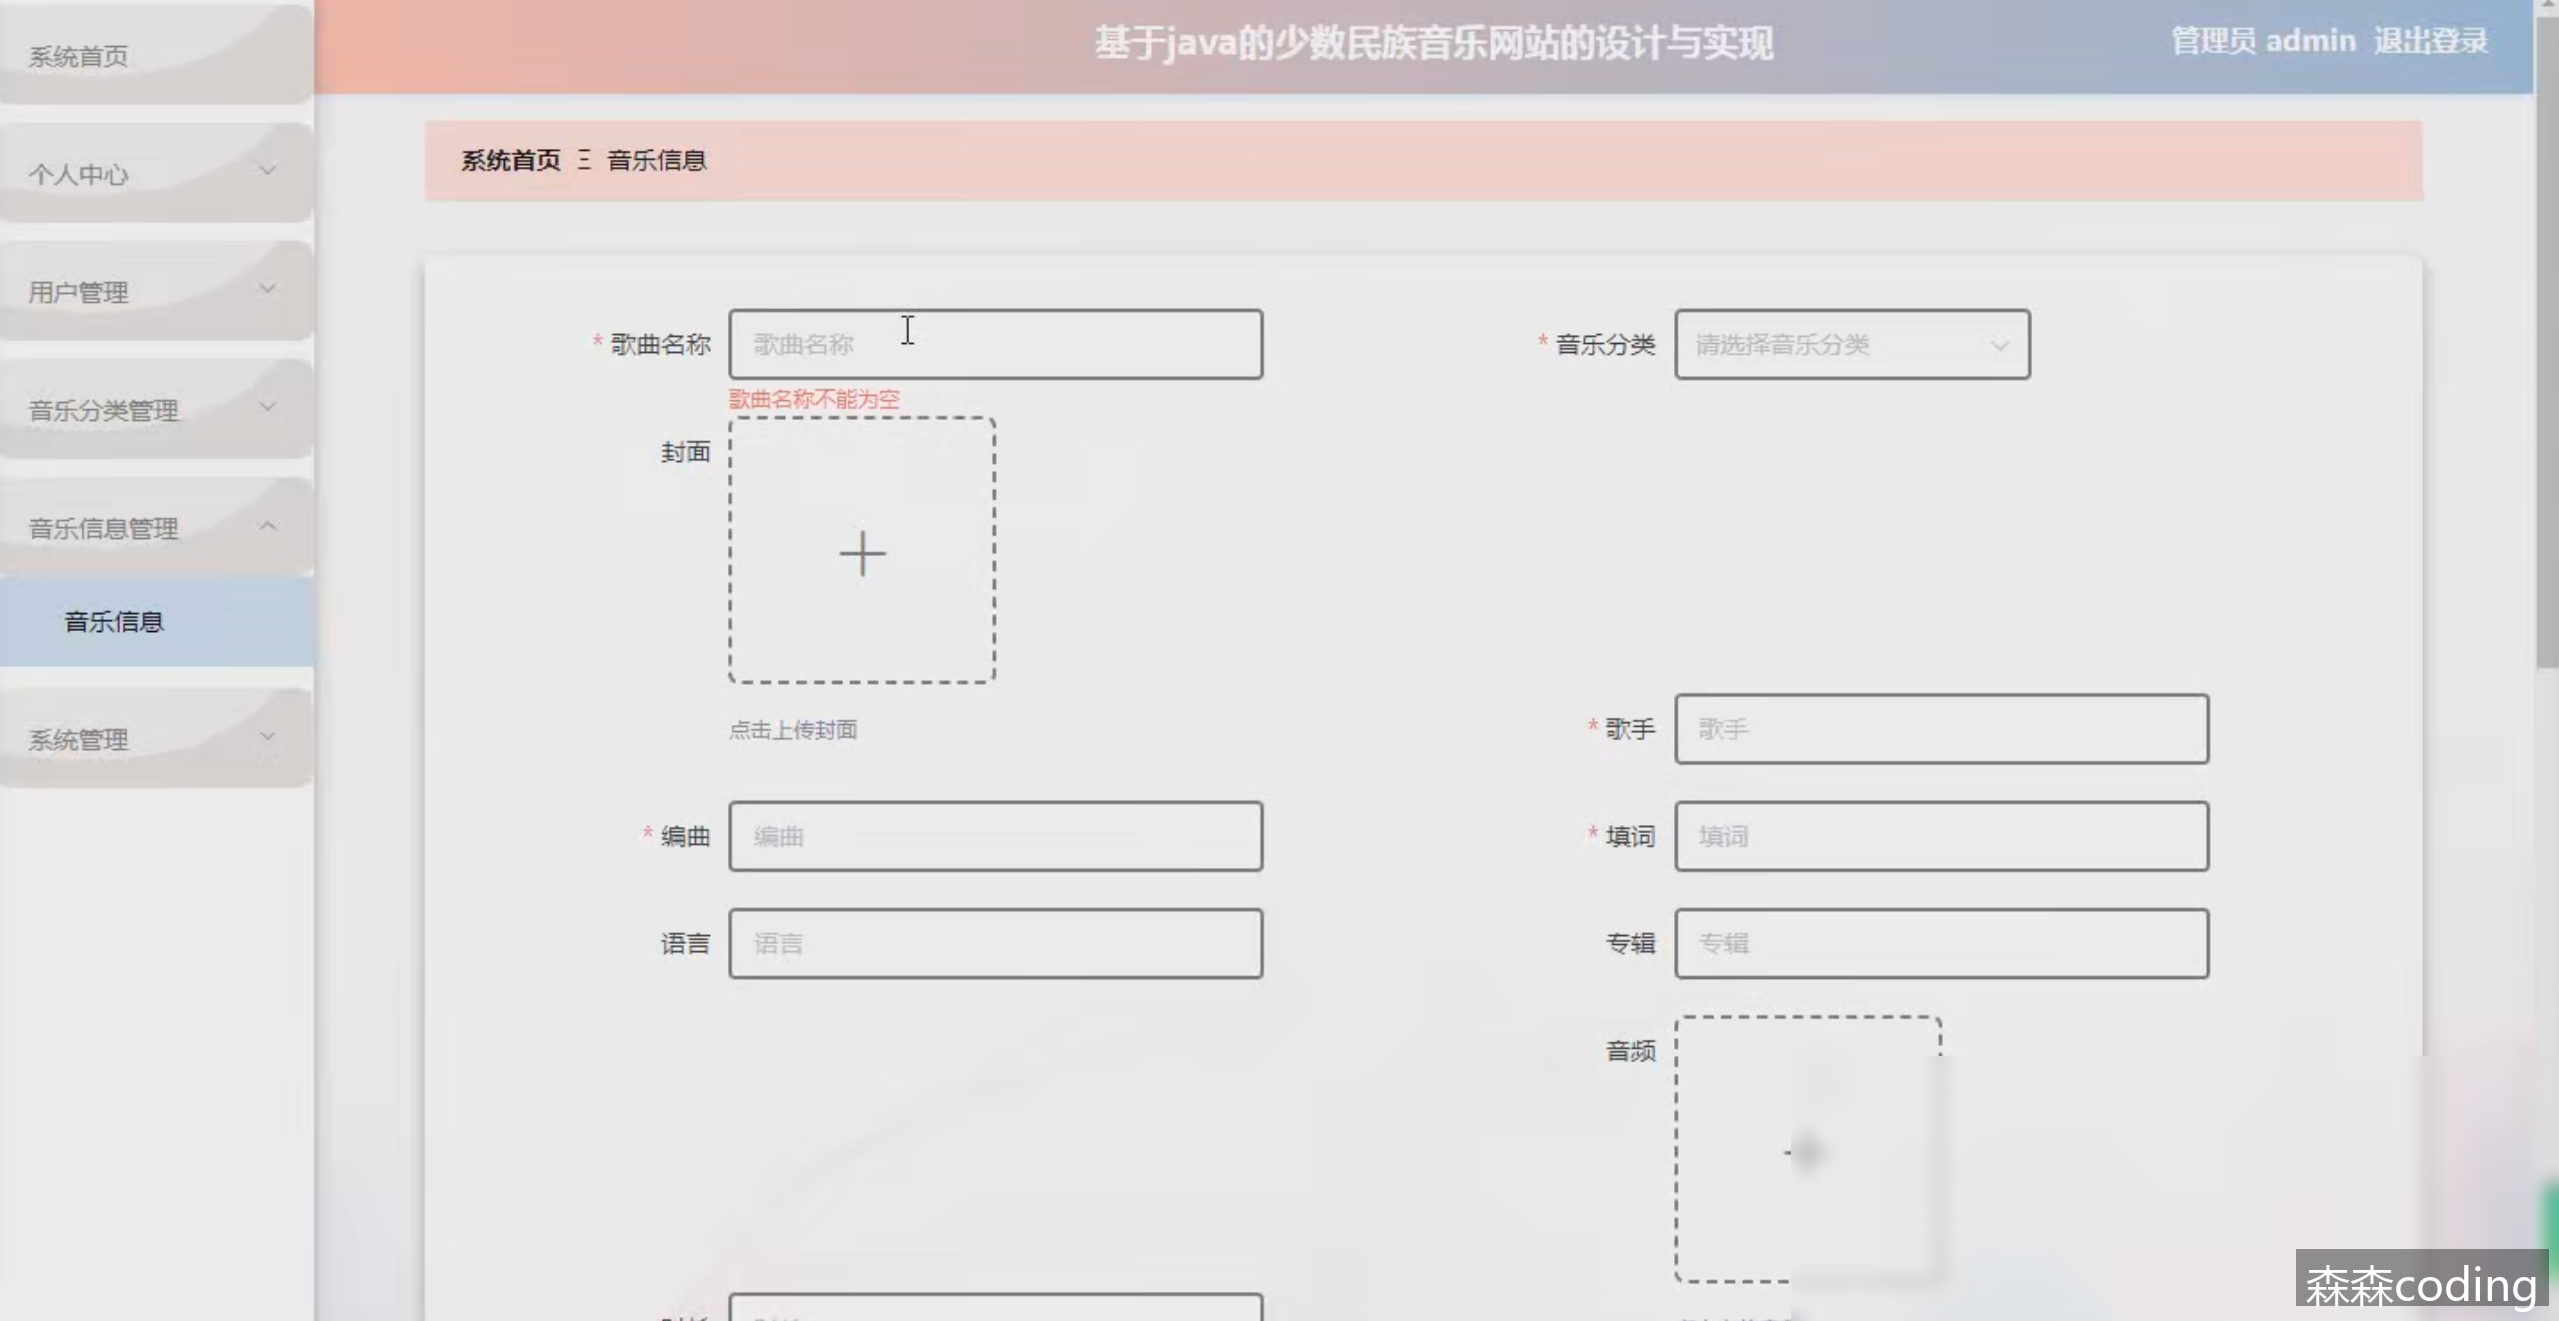 系统首页
个人中心
用户管理
音乐分类管理
音乐信息管理
音乐信息
系统管理
基于java的少数民族音乐网站的设计与实现
管理员 admin 退出登录
系统首页 Ξ 音乐信息
* 歌曲名称 歌曲名称
* 音乐分类 请选择音乐分类
歌曲名称不能为空
封面
点击上传封面
* 歌手 歌手
* 编曲 编曲
* 填词 填词
语言 语言
专辑 专辑
音频
森森coding